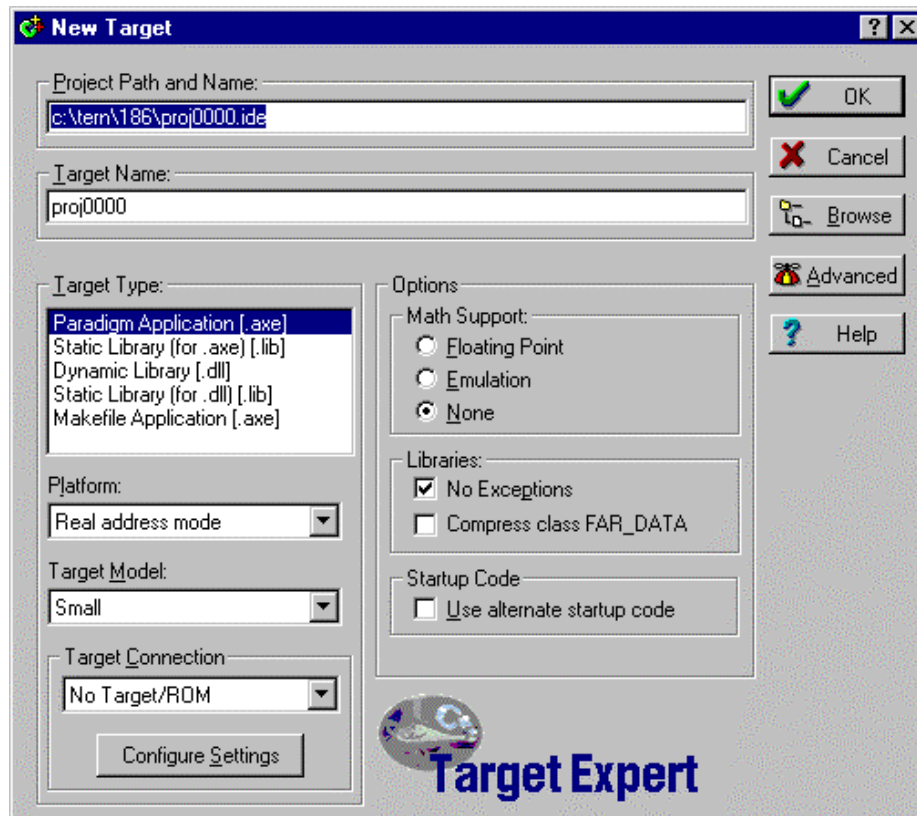 New Target
Project Path and Name:
c:\tern\186\proj0000.ide
Target Name:
proj0000
OK
Cancel
Browse
Advanced
Help
Target Type:
Paradigm Application [.axe]
Static Library (for .axe) [.lib]
Dynamic Library [.dll]
Static Library (for .dll) [.lib]
Makefile Application [.axe]
Platform:
Real address mode
Target Model:
Small
Target Connection
No Target/ROM
Configure Settings
Options
Math Support:
Floating Point
Emulation
None
Libraries:
No Exceptions
Compress class FAR_DATA
Startup Code
Use alternate startup code
Target Expert